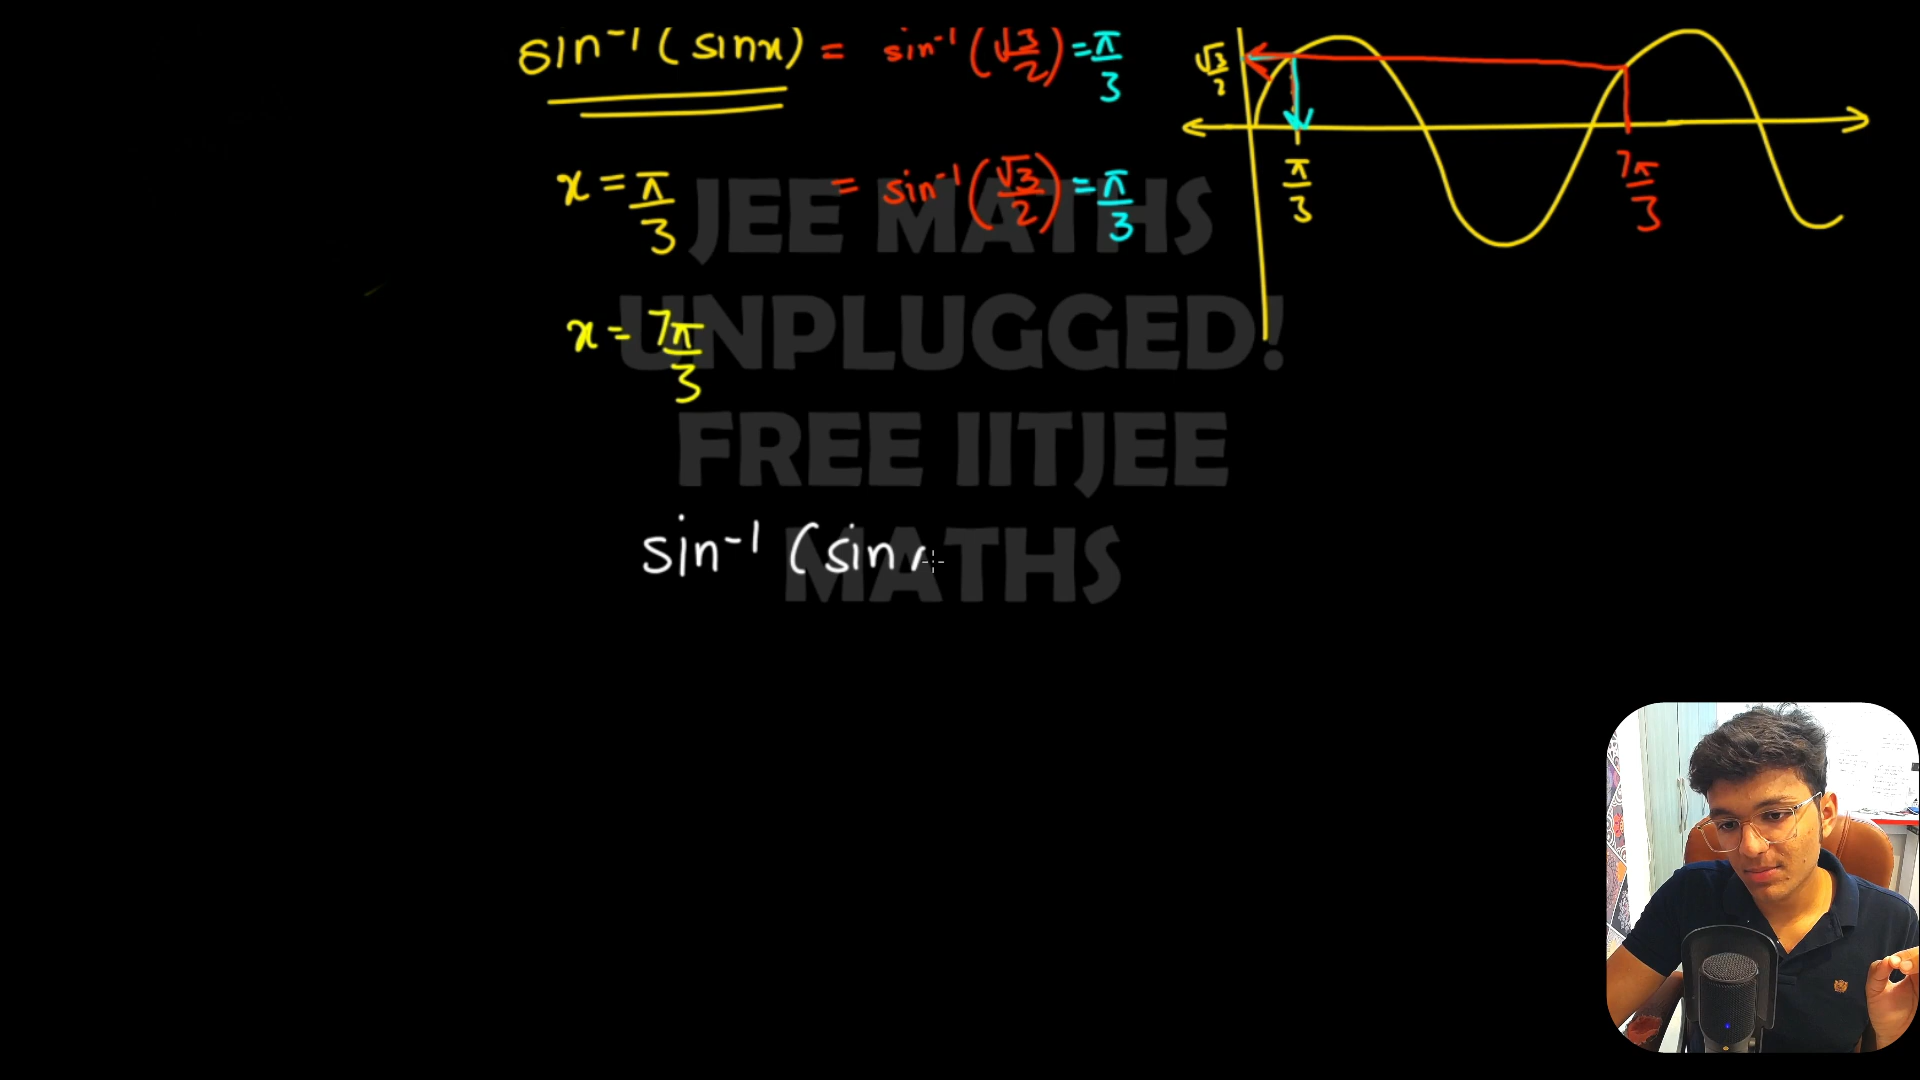 sin⁻¹(sinx) = sin⁻¹(√3/2) = π/3
√3/2
x = π/3 = sin⁻¹(√3/2) = π/3
π/3 7π/3
x = 7π/3
sin⁻¹ (sin
JEE MATHS
UNPLUGGED!
FREE IITJEE
MATHS